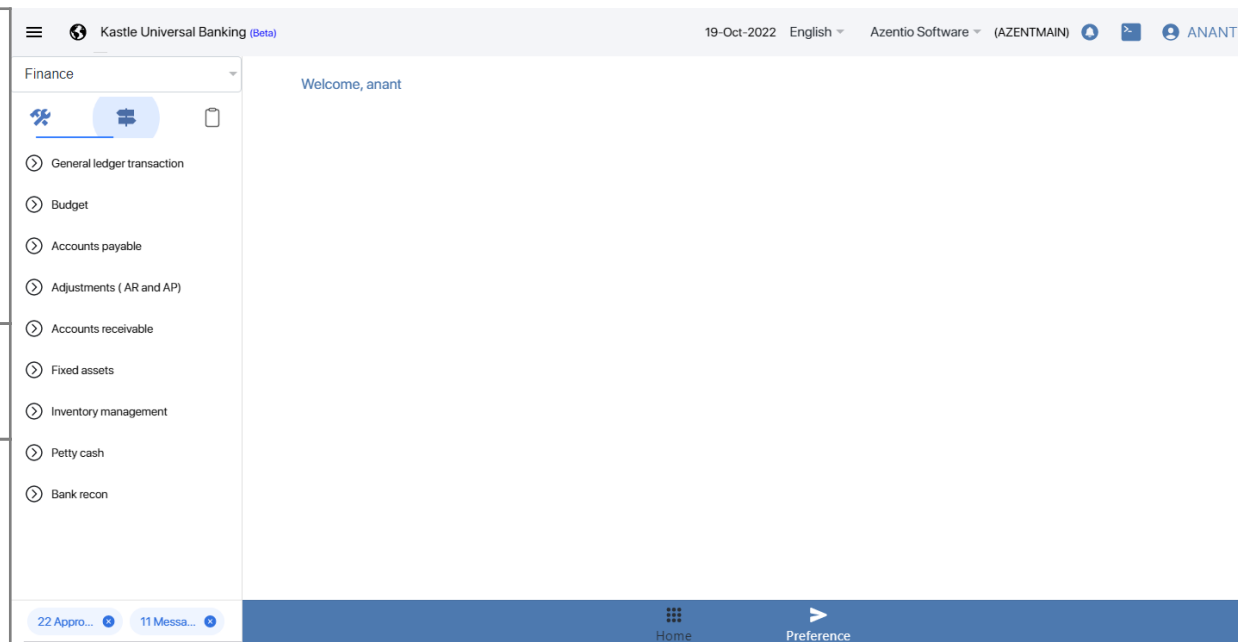 Kastle Universal Banking (Beta)
19-Oct-2022 English Azentio Software (AZENTMAIN) ANANT
Finance
Welcome, anant
General ledger transaction
Budget
Accounts payable
Adjustments ( AR and AP)
Accounts receivable
Fixed assets
Inventory management
Petty cash
Bank recon
22 Appro... 11 Messa...
Home Preference